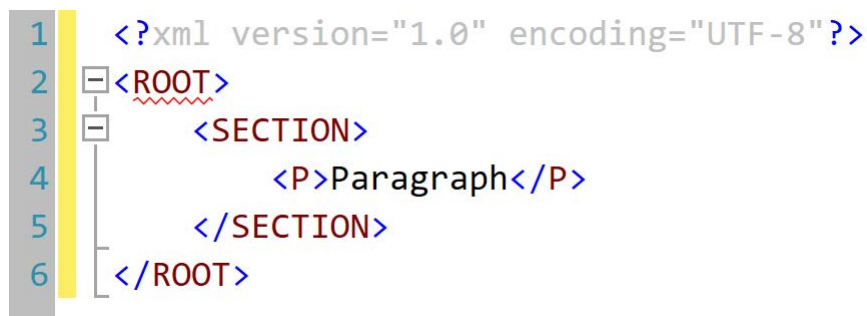 1 <?xml version="1.0" encoding="UTF-8"?>
2 <ROOT>
3 <SECTION>
4 <P>Paragraph</P>
5 </SECTION>
6 </ROOT>